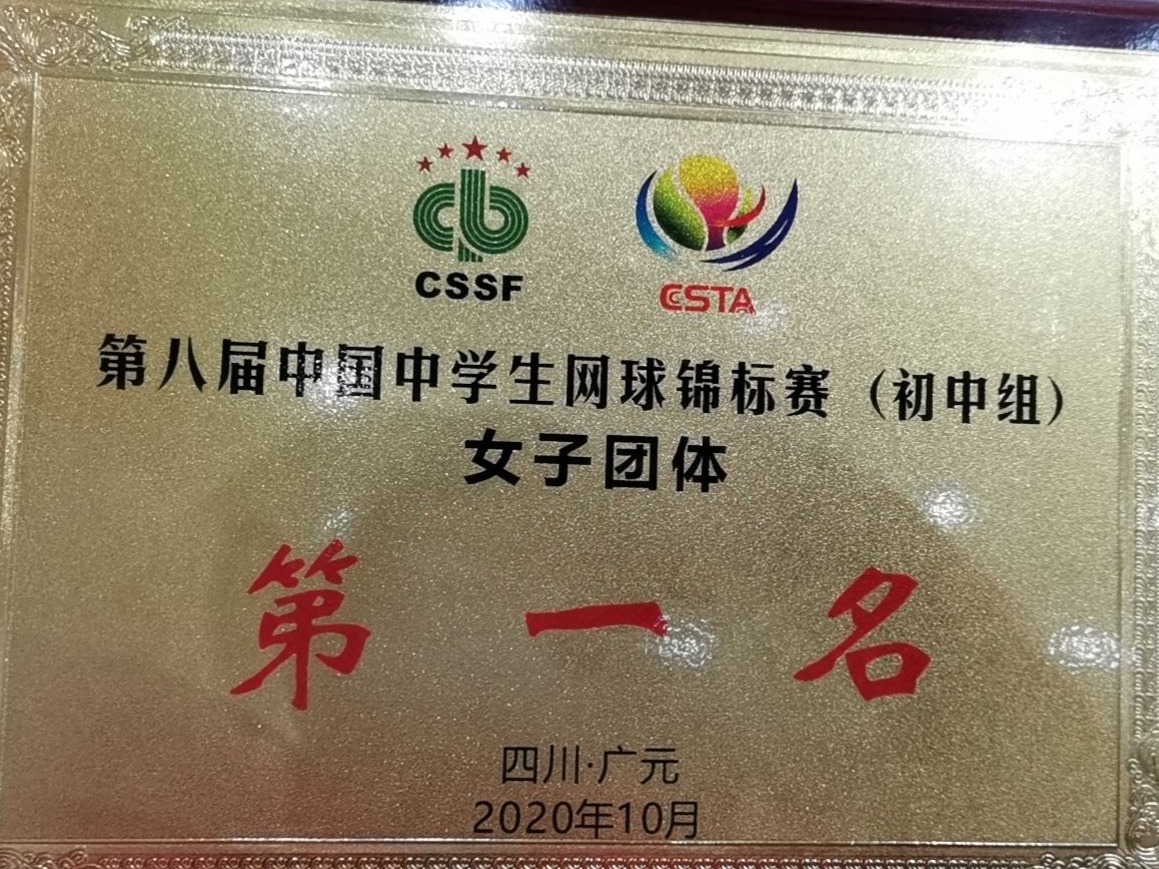 CSSF
CSTA
第八届中国中学生网球锦标赛（初中组）
女子团体
第一名
四川·广元
2020年10月